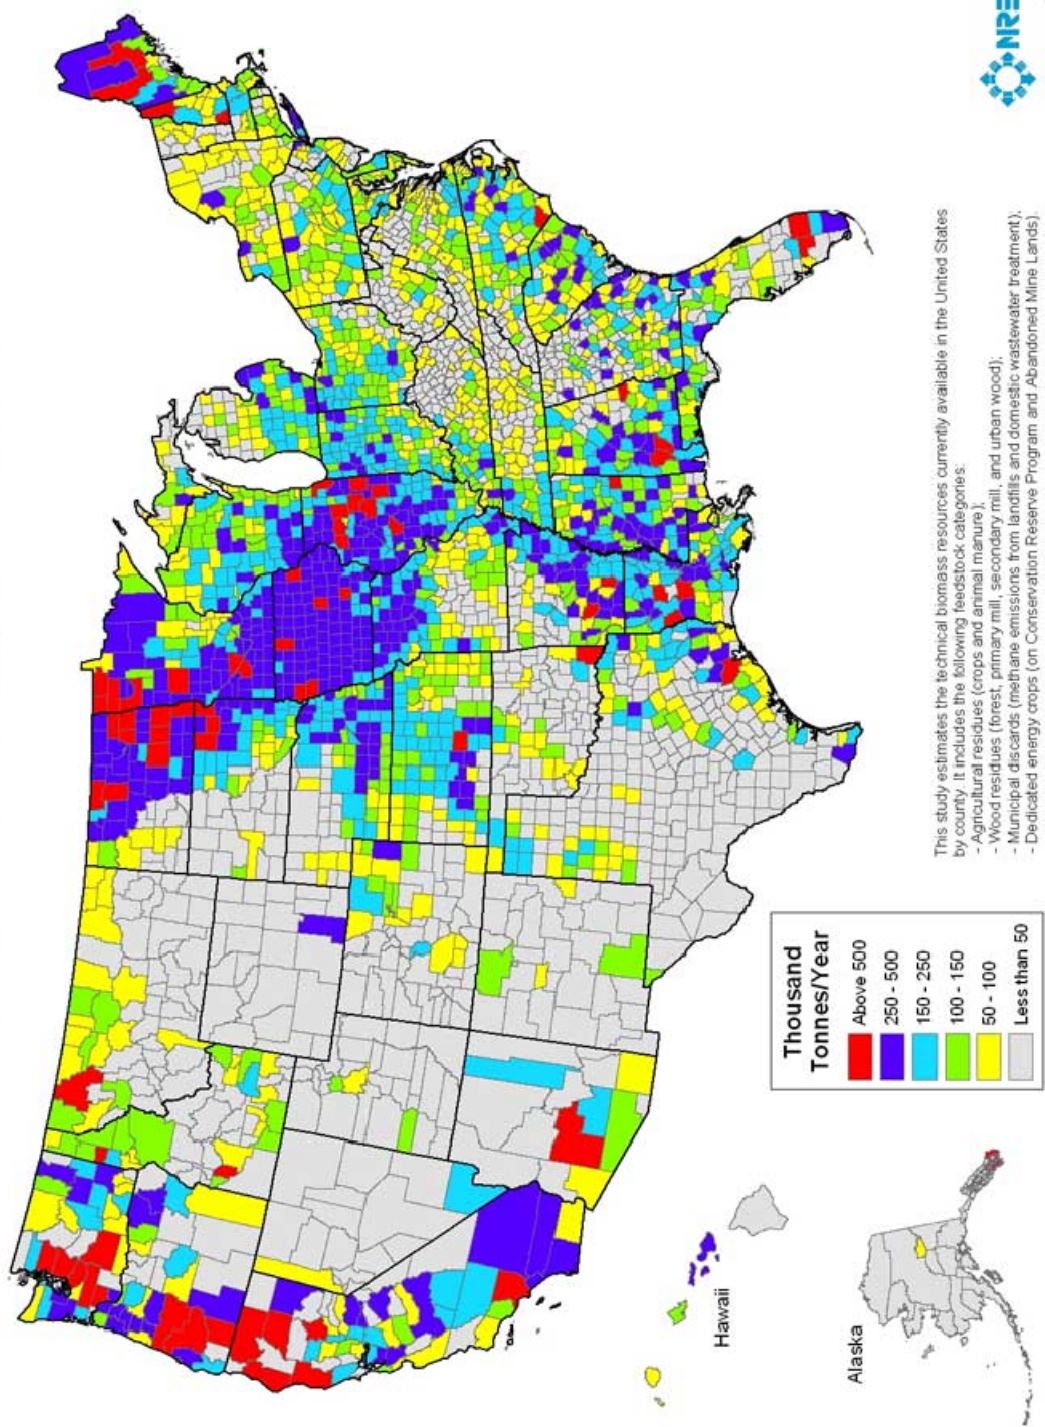 Thousand
Tonnes/Year
Above 500
250 - 500
150 - 250
100 - 150
50 - 100
Less than 50
Hawaii
Alaska
This study estimates the technical biomass resources currently available in the United States
by county. It includes the following feedstock categories:
- Agricultural residues (crops and animal manure);
- Wood residues (forest, primary mill, secondary mill, and urban wood);
- Municipal discards (methane emissions from landfills and domestic wastewater treatment);
- Dedicated energy crops (on Conservation Reserve Program and Abandoned Mine Lands).